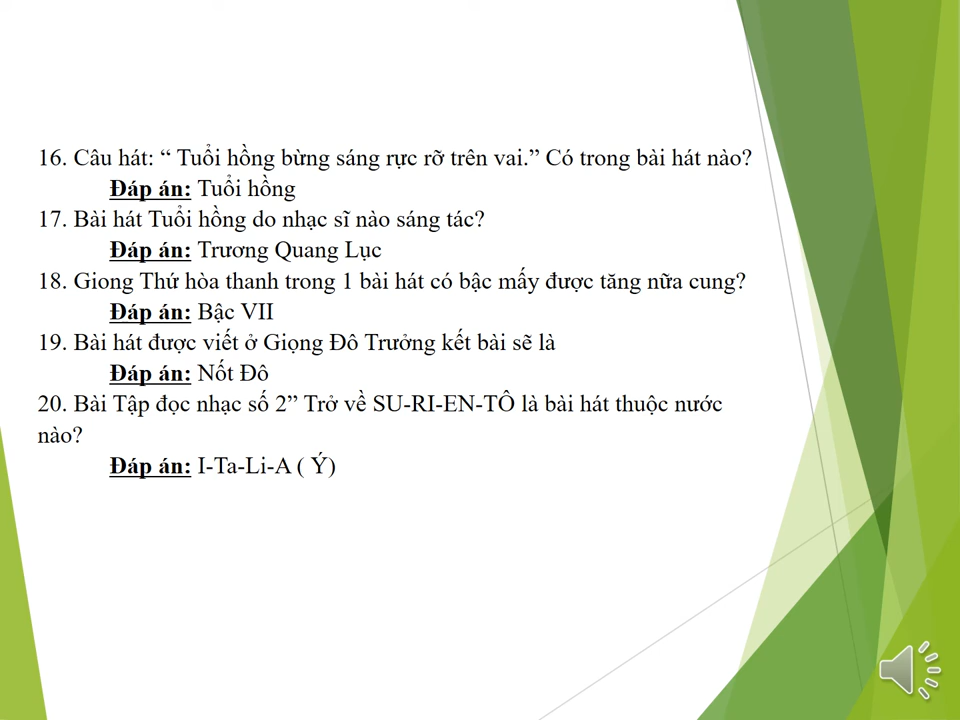 16. Câu hát: “ Tuổi hồng bừng sáng rực rỡ trên vai.” Có trong bài hát nào?
Đáp án: Tuổi hồng
17. Bài hát Tuổi hồng do nhạc sĩ nào sáng tác?
Đáp án: Trương Quang Lục
18. Giong Thứ hòa thanh trong 1 bài hát có bậc mấy được tăng nữa cung?
Đáp án: Bậc VII
19. Bài hát được viết ở Giọng Đô Trưởng kết bài sẽ là
Đáp án: Nốt Đô
20. Bài Tập đọc nhạc số 2” Trở về SU-RI-EN-TÔ là bài hát thuộc nước
nào?
Đáp án: I-Ta-Li-A ( Ý)